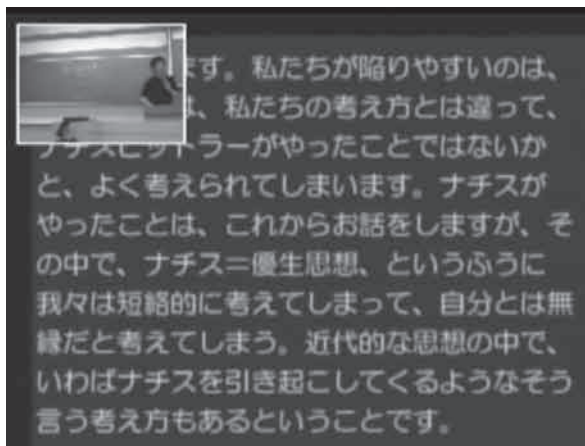 ます。私たちが陥りやすいのは、
は、私たちの考え方とは違って、
ナチスヒットラーがやったことではないか
と、よく考えられてしまいます。ナチスが
やったことは、これからお話をしますが、そ
の中で、ナチス＝優生思想、というふうに
我々は短絡的に考えてしまって、自分とは無
縁だと考えてしまう。近代的な思想の中で、
いわばナチスを引き起こしてくるようなそう
言う考え方もあるということです。